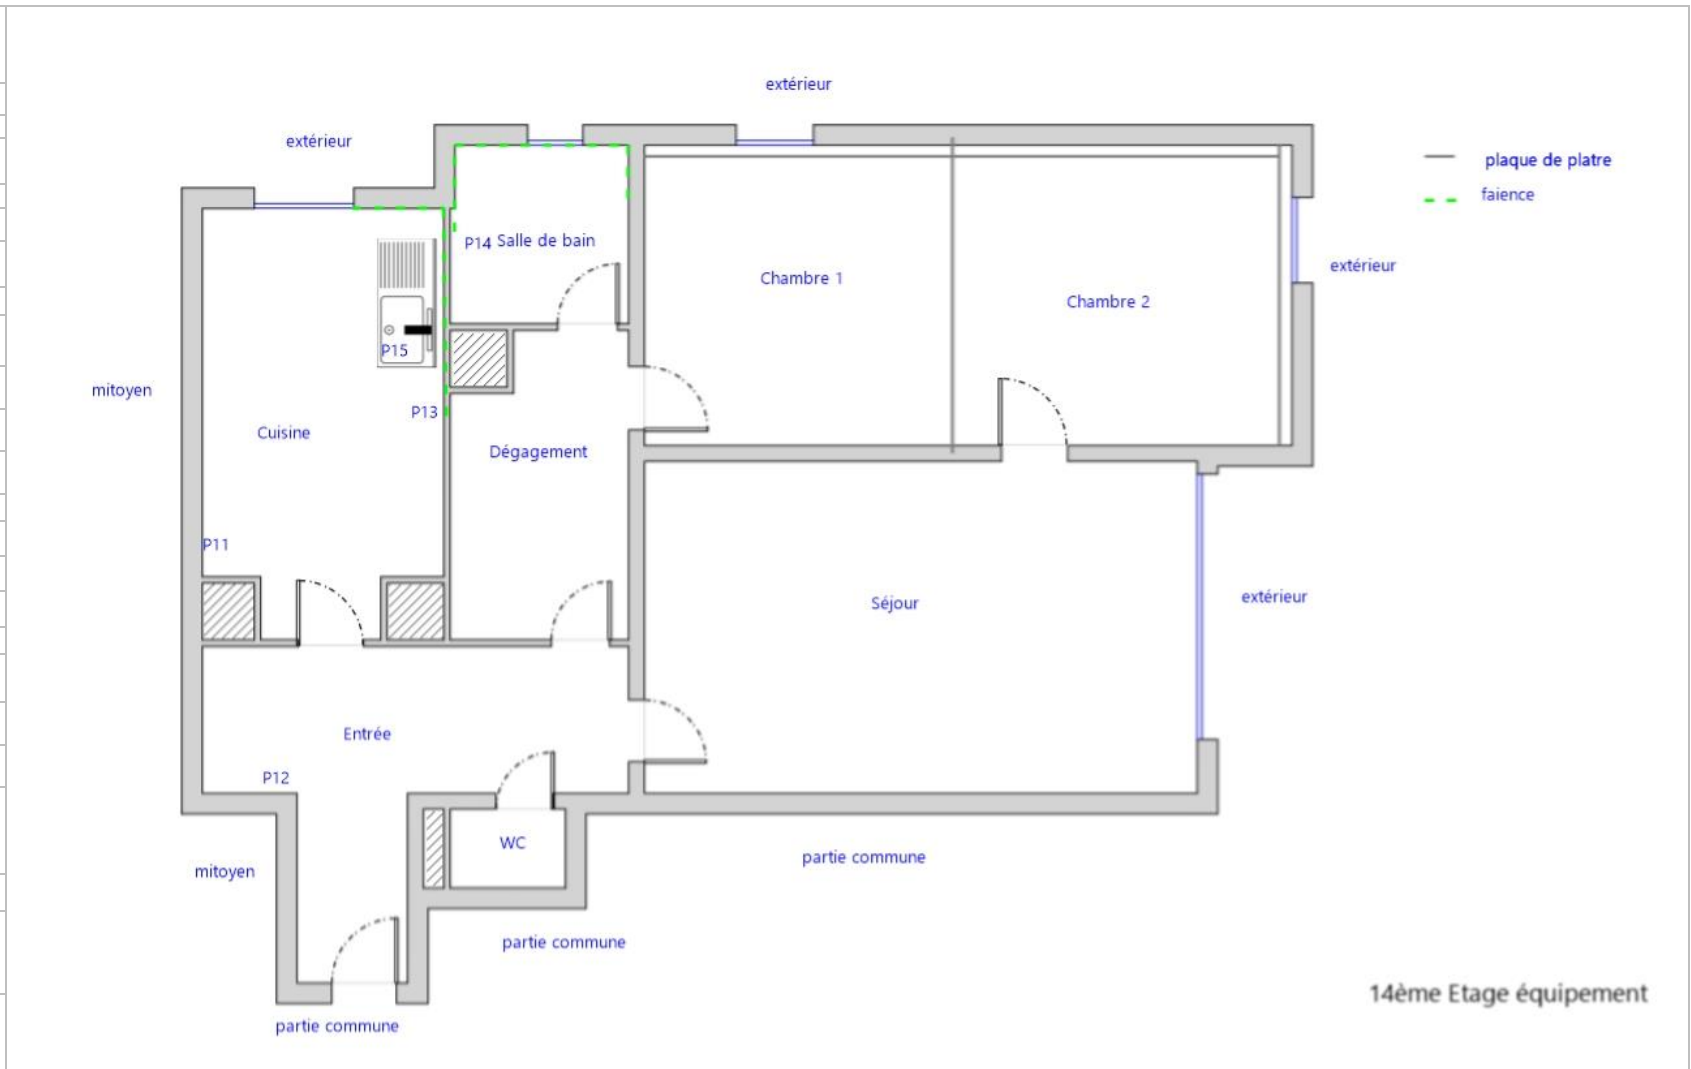 extérieur
extérieur
plaque de platre
faience
P14 Salle de bain
extérieur
Chambre 1
Chambre 2
P15
mitoyen
P13
Cuisine
Dégagement
P11
extérieur
Séjour
Entrée
P12
WC
partie commune
mitoyen
partie commune
14ème Etage équipement
partie commune